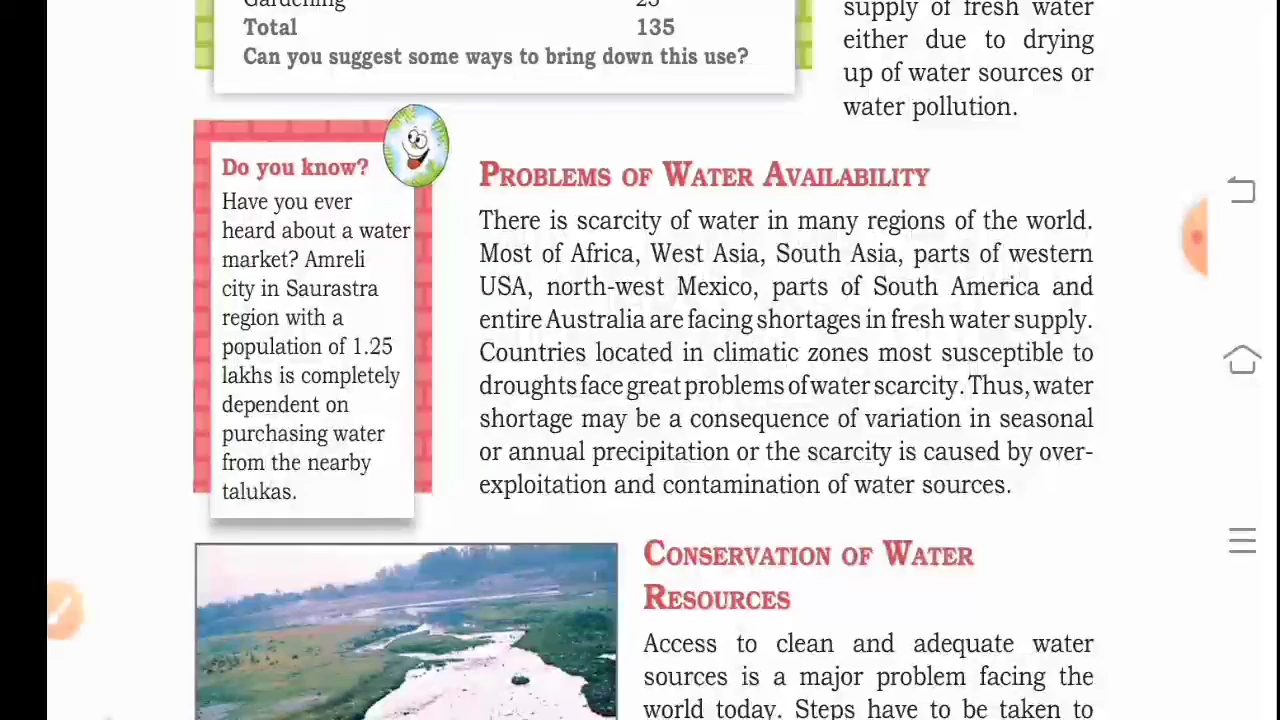 Gardening 25
Total 135
Can you suggest some ways to bring down this use?
supply of fresh water
either due to drying
up of water sources or
water pollution.
Do you know?
Have you ever
heard about a water
market? Amreli
city in Saurastra
region with a
population of 1.25
lakhs is completely
dependent on
purchasing water
from the nearby
talukas.
PROBLEMS OF WATER AVAILABILITY
There is scarcity of water in many regions of the world.
Most of Africa, West Asia, South Asia, parts of western
USA, north-west Mexico, parts of South America and
entire Australia are facing shortages in fresh water supply.
Countries located in climatic zones most susceptible to
droughts face great problems of water scarcity. Thus, water
shortage may be a consequence of variation in seasonal
or annual precipitation or the scarcity is caused by over-
exploitation and contamination of water sources.
CONSERVATION OF WATER
RESOURCES
Access to clean and adequate water
sources is a major problem facing the
world today. Steps have to be taken to